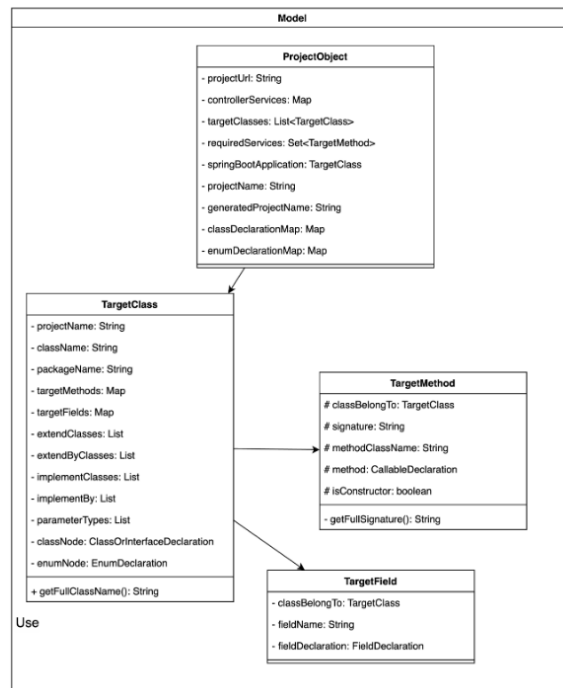 Model
ProjectObject
- projectUrl: String
- controllerServices: Map
- targetClasses: List<TargetClass>
- requiredServices: Set<TargetMethod>
- springBootApplication: TargetClass
- projectName: String
- generatedProjectName: String
- classDeclarationMap: Map
- enumDeclarationMap: Map
TargetClass
- projectName: String
- className: String
- packageName: String
- targetMethods: Map
- targetFields: Map
- extendClasses: List
- extendByClasses: List
- implementClasses: List
- implementBy: List
- parameterTypes: List
- classNode: ClassOrInterfaceDeclaration
- enumNode: EnumDeclaration
+ getFullClassName(): String
TargetMethod
# classBelongTo: TargetClass
# signature: String
# methodClassName: String
# method: CallableDeclaration
# isConstructor: boolean
- getFullSignature(): String
TargetField
- classBelongTo: TargetClass
- fieldName: String
- fieldDeclaration: FieldDeclaration
Use